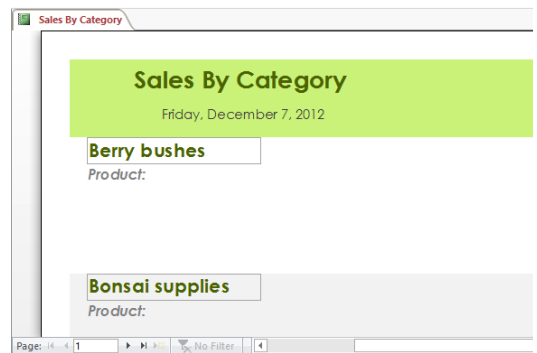 Sales By Category
Sales By Category
Friday, December 7, 2012
Berry bushes
Product:
Bonsai supplies
Product:
Page: 1 No Filter